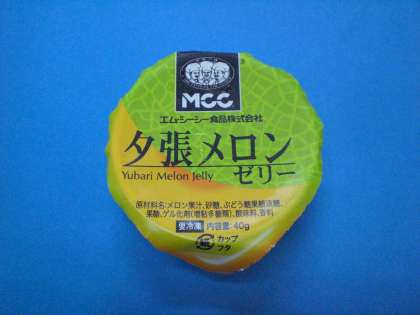 MCC
エム・シーシー食品株式会社
夕張メロン
Yubari Melon Jelly ゼリー
原材料名:メロン果汁、砂糖、ぶどう糖果糖液糖、
果糖、ゲル化剤(増粘多糖類)、酸味料、香料
要冷凍 内容量:40g
カップ
フタ